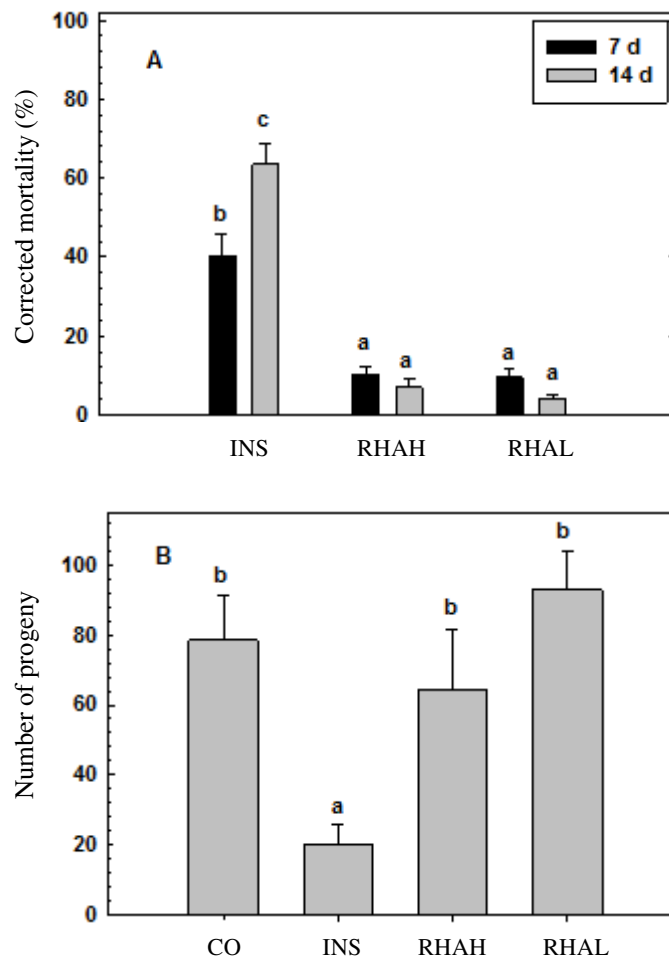 100
80
60
40
20
0
Corrected mortality (%)
A
7 d
14 d
b
c
a
a
a
a
INS RHAH RHAL
100
80
60
40
20
0
Number of progeny
B
b
a
b
b
CO INS RHAH RHAL